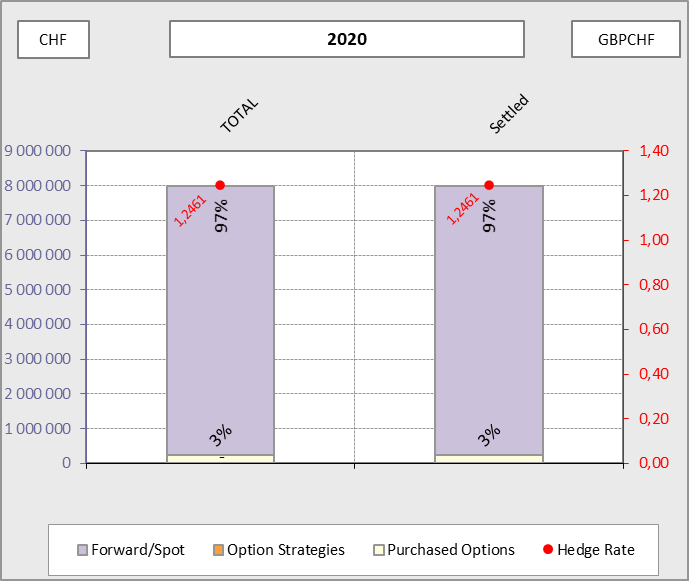 CHF 2020 GBPCHF
TOTAL Settled
9 000 000 1,40
8 000 000 1,20
7 000 000 1,00
6 000 000 0,80
5 000 000 0,60
4 000 000 0,40
3 000 000 0,20
2 000 000 0,00
1 000 000
0
1,2461 97% 1,2461 97%
3% 3%
-
Forward/Spot Option Strategies Purchased Options Hedge Rate